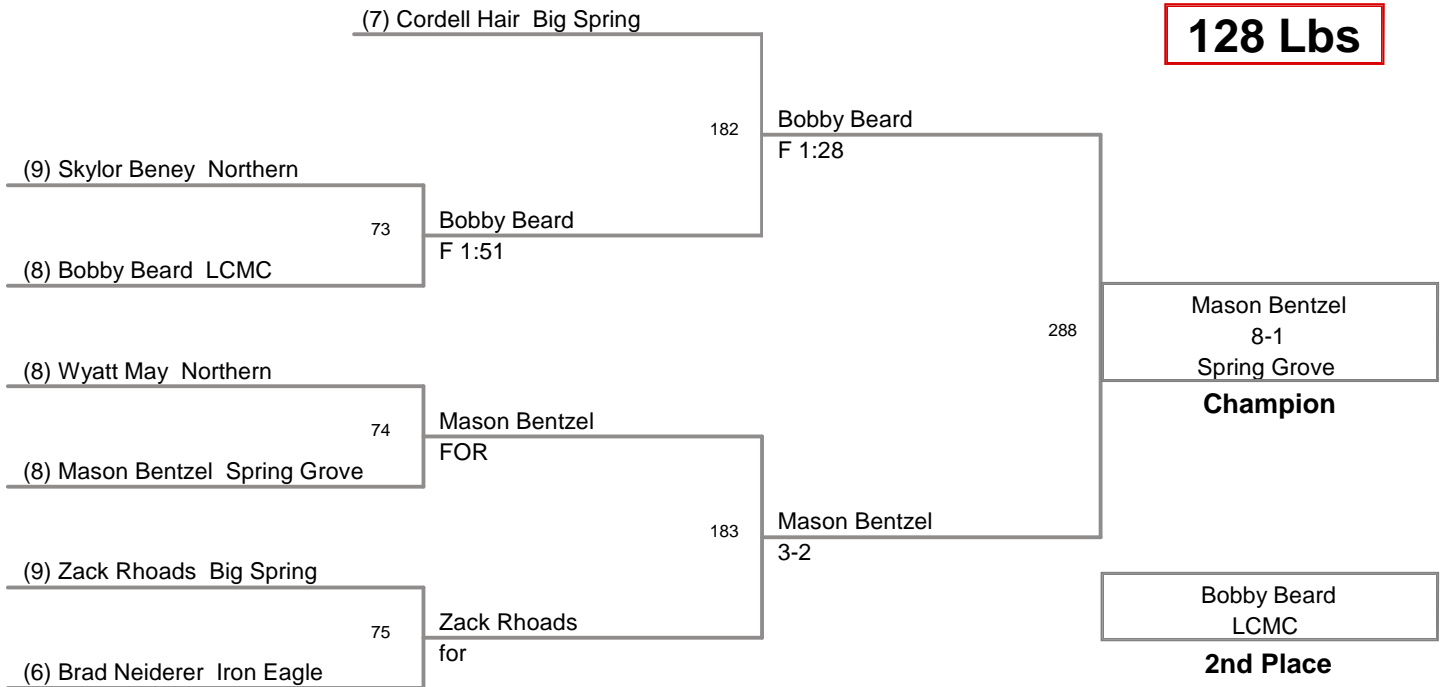 (7) Cordell Hair Big Spring
128 Lbs
182
Bobby Beard
F 1:28
(9) Skylor Beney Northern
73
Bobby Beard
F 1:51
(8) Bobby Beard LCMC
288
Mason Bentzel
8-1
Spring Grove
Champion
(8) Wyatt May Northern
74
Mason Bentzel
FOR
(8) Mason Bentzel Spring Grove
183
Mason Bentzel
3-2
(9) Zack Rhoads Big Spring
75
Zack Rhoads
for
(6) Brad Neiderer Iron Eagle
Bobby Beard
LCMC
2nd Place